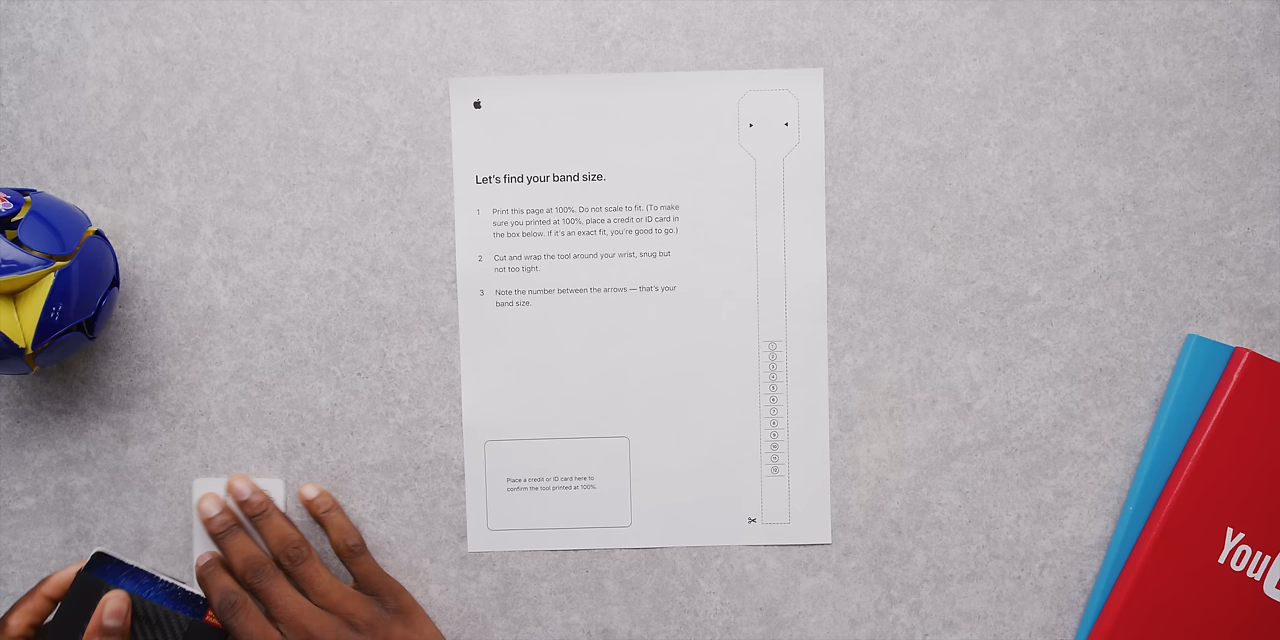 Let's find your band size.
1 Print this page at 100%. Do not scale to fit. (To make
sure you printed at 100%, place a credit or ID card in
the box below. If it's an exact fit, you're good to go.)
2 Cut and wrap the tool around your wrist, snug but
not too tight.
3 Note the number between the arrows — that's your
band size.
1
2
3
4
5
6
7
8
9
10
11
12
Place a credit or ID card here to
confirm the tool printed at 100%.
You